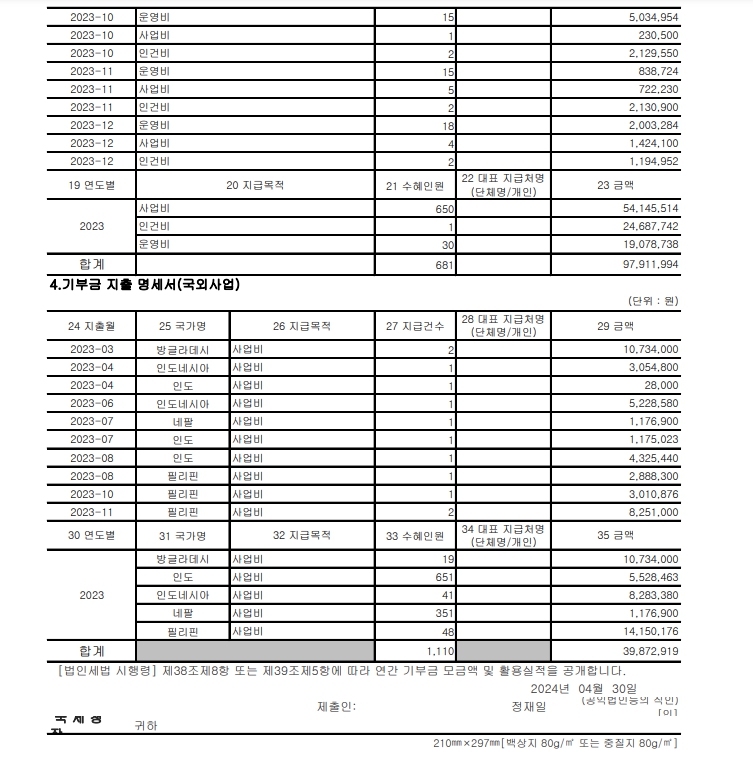 2023-10 운영비 15 5,034,954
2023-10 사업비 1 230,500
2023-10 인건비 2 2,129,550
2023-11 운영비 15 838,724
2023-11 사업비 5 722,230
2023-11 인건비 2 2,130,900
2023-12 운영비 18 2,003,284
2023-12 사업비 4 1,424,100
2023-12 인건비 2 1,194,952
19 연도별 20 지급목적 21 수혜인원 22 대표 지급처명 23 금액
(단체명/개인)
사업비 650 54,145,514
2023 인건비 1 24,687,742
운영비 30 19,078,738
합계 681 97,911,994
4.기부금 지출 명세서(국외사업)
(단위 : 원)
24 지출월 25 국가명 26 지급목적 27 지급건수 28 대표 지급처명 29 금액
(단체명/개인)
2023-03 방글라데시 사업비 2 10,734,000
2023-04 인도네시아 사업비 1 3,054,800
2023-04 인도 사업비 1 28,000
2023-06 인도네시아 사업비 1 5,228,580
2023-07 네팔 사업비 1 1,176,900
2023-07 인도 사업비 1 1,175,023
2023-08 인도 사업비 1 4,325,440
2023-08 필리핀 사업비 1 2,888,300
2023-10 필리핀 사업비 1 3,010,876
2023-11 필리핀 사업비 2 8,251,000
30 연도별 31 국가명 32 지급목적 33 수혜인원 34 대표 지급처명 35 금액
(단체명/개인)
방글라데시 사업비 19 10,734,000
인도 사업비 651 5,528,463
2023 인도네시아 사업비 41 8,283,380
네팔 사업비 351 1,176,900
필리핀 사업비 48 14,150,176
합계 1,110 39,872,919
[법인세법 시행령] 제38조제8항 또는 제39조제5항에 따라 연간 기부금 모금액 및 활용실적을 공개합니다.
2024년 04월 30일
제출인: 정재일 (공익법인등의 직인)
[인]
귀하
210㎜×297㎜[백상지 80g/㎡ 또는 중질지 80g/㎡]